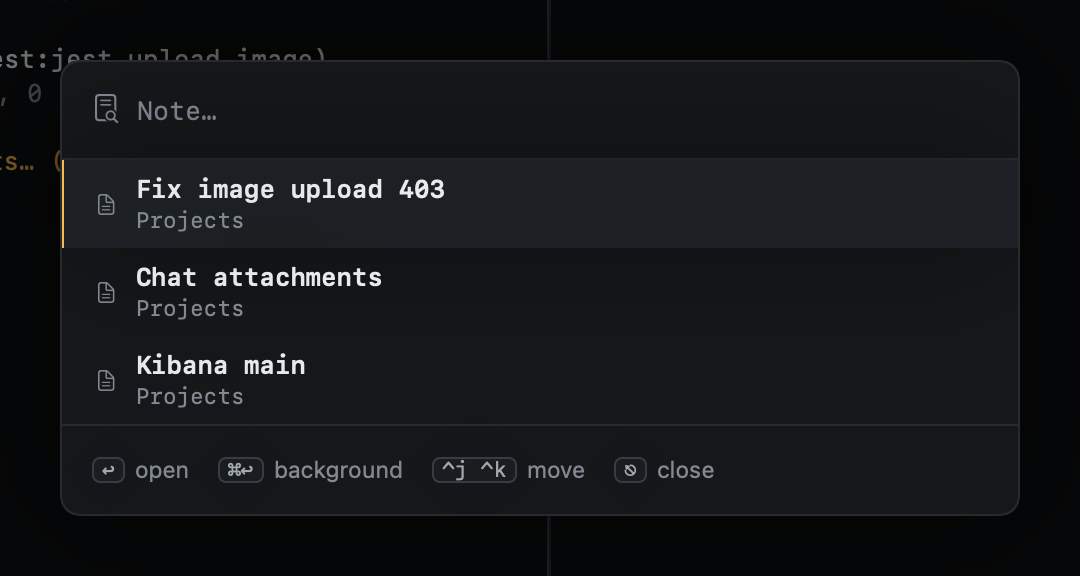 est:jest upload image)
, 0
Note…
ts… (
Fix image upload 403
Projects
Chat attachments
Projects
Kibana main
Projects
↩ open ⌘↩ background ^j ^k move ⎋ close